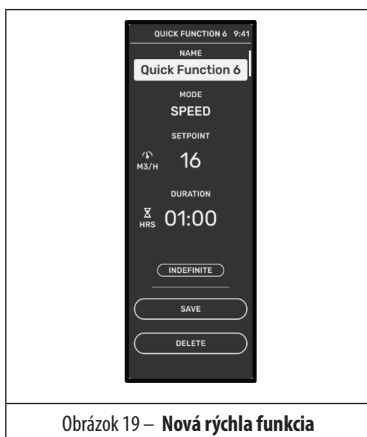 QUICK FUNCTION 6 9:41
NAME
Quick Function 6
MODE
SPEED
SETPOINT
M3/H 16
DURATION
HRS 01:00
INDEFINITE
SAVE
DELETE
Obrázok 19 – Nová rýchla funkcia